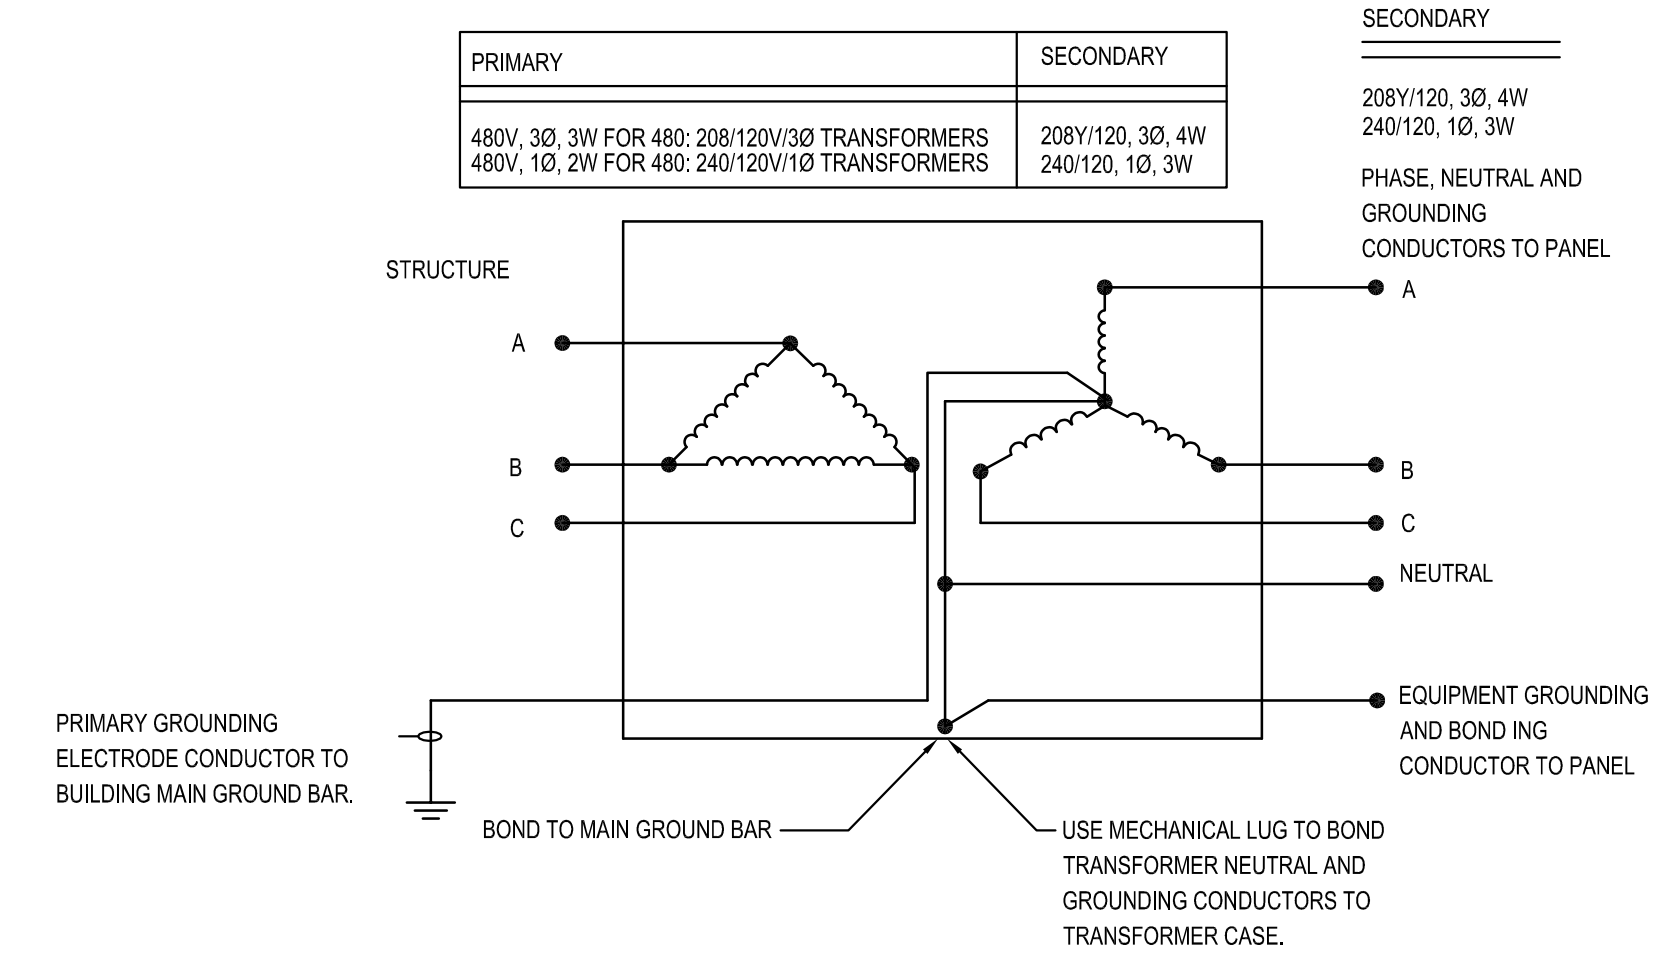 PRIMARY
SECONDARY
480V, 3Ø, 3W FOR 480: 208/120V/3Ø TRANSFORMERS
208Y/120, 3Ø, 4W
480V, 1Ø, 2W FOR 480: 240/120V/1Ø TRANSFORMERS
240/120, 1Ø, 3W
SECONDARY
208Y/120, 3Ø, 4W
240/120, 1Ø, 3W
PHASE, NEUTRAL AND
GROUNDING
CONDUCTORS TO PANEL
STRUCTURE
A
B
C
A
B
C
NEUTRAL
EQUIPMENT GROUNDING
AND BOND ING
CONDUCTOR TO PANEL
PRIMARY GROUNDING
ELECTRODE CONDUCTOR TO
BUILDING MAIN GROUND BAR.
BOND TO MAIN GROUND BAR
USE MECHANICAL LUG TO BOND
TRANSFORMER NEUTRAL AND
GROUNDING CONDUCTORS TO
TRANSFORMER CASE.